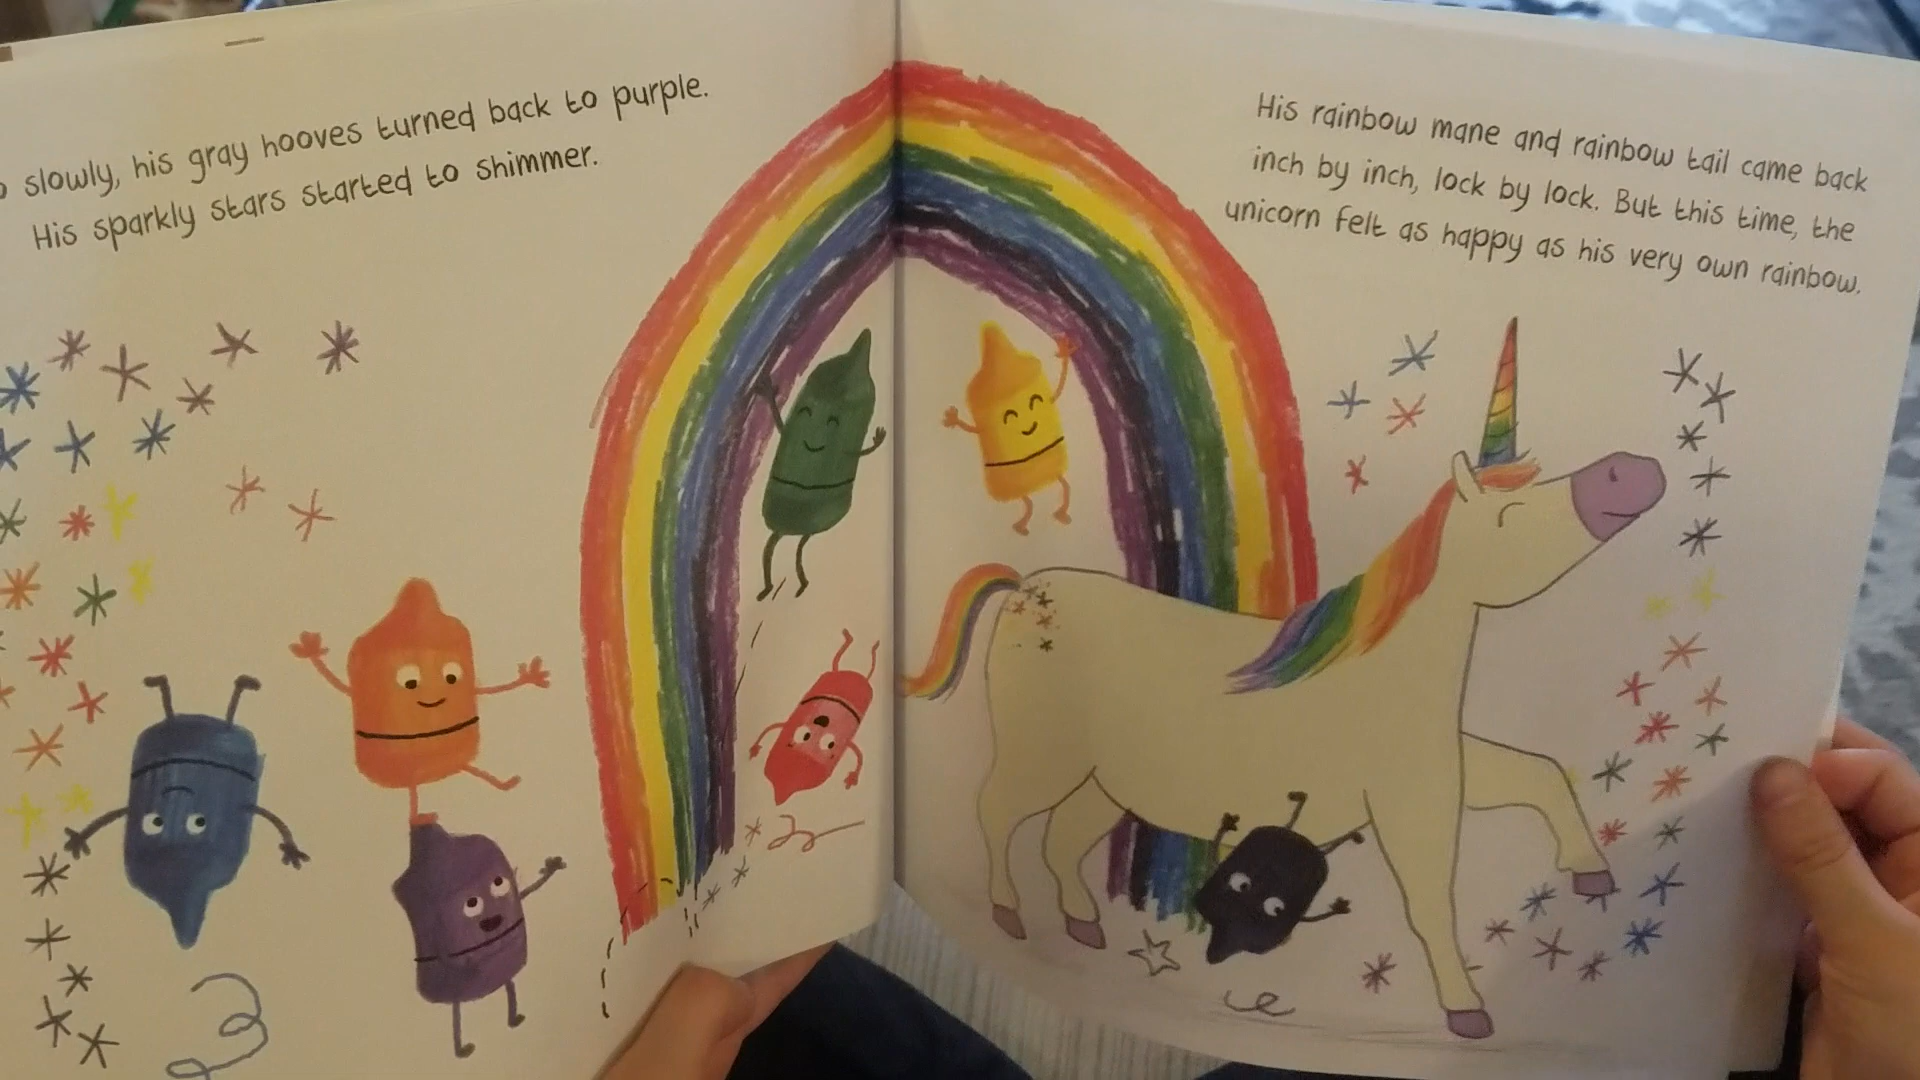 slowly, his gray hooves turned back to purple.
His sparkly stars started to shimmer.
His rainbow mane and rainbow tail came back
inch by inch, lock by lock. But this time, the
unicorn felt as happy as his very own rainbow.